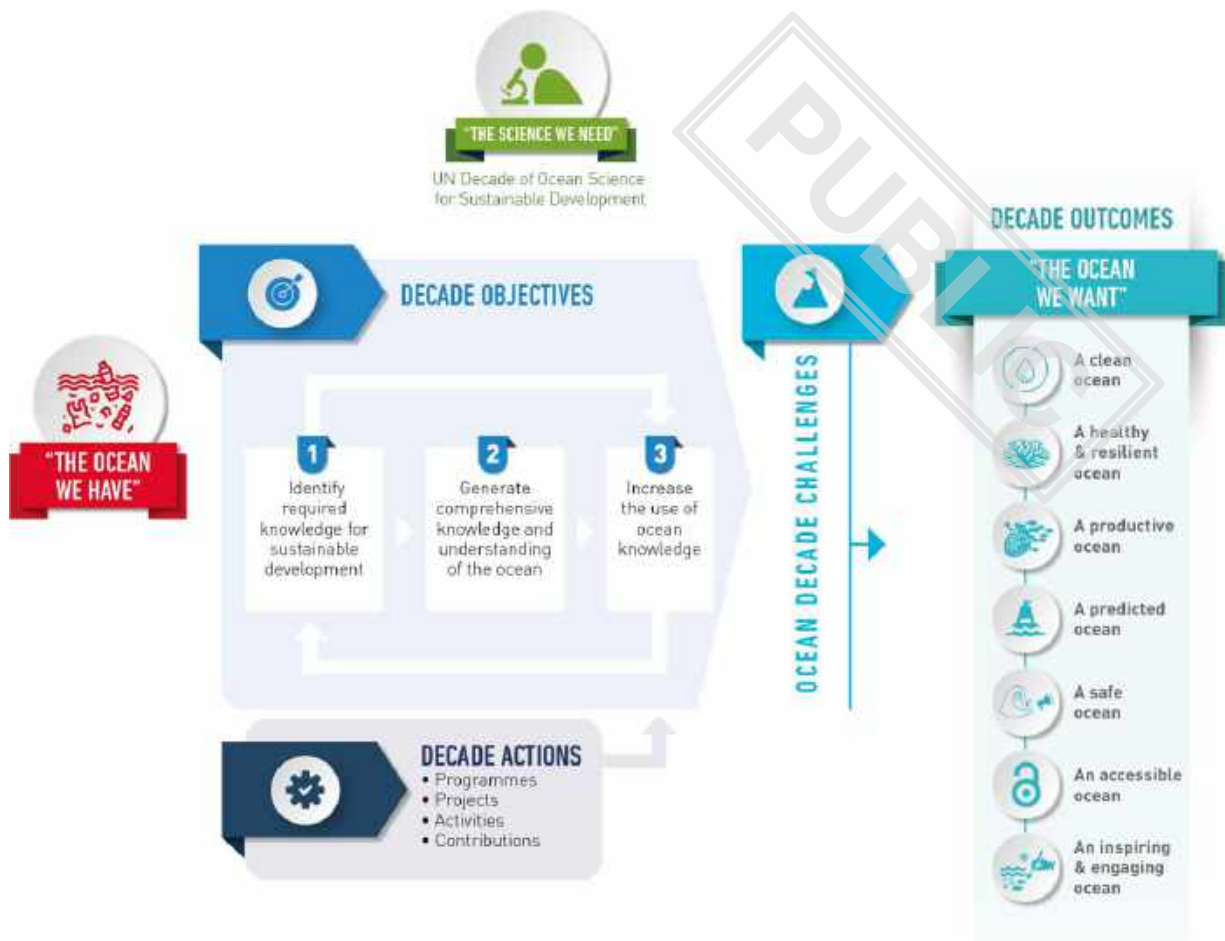 "THE SCIENCE WE NEED"
UN Decade of Ocean Science
for Sustainable Development
"THE OCEAN
WE HAVE"
DECADE OBJECTIVES
1
Identify
required
knowledge for
sustainable
development
2
Generate
comprehensive
knowledge and
understanding
of the ocean
3
Increase
the use of
ocean
knowledge
DECADE ACTIONS
• Programmes
• Projects
• Activities
• Contributions
OCEAN DECADE CHALLENGES
DECADE OUTCOMES
"THE OCEAN
WE WANT"
A clean
ocean
A healthy
& resilient
ocean
A productive
ocean
A predicted
ocean
A safe
ocean
An accessible
ocean
An inspiring
& engaging
ocean
PUBLIC